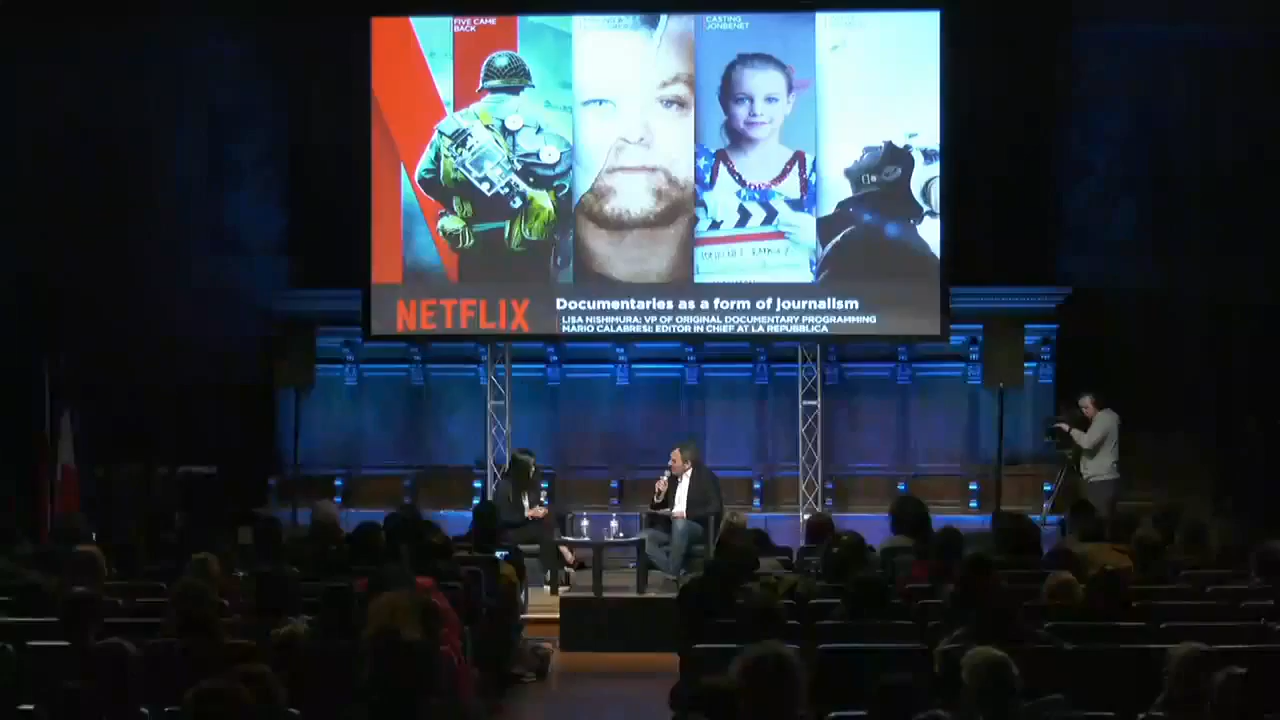 FIVE CAME
BACK
CASTING
JONBENET
NETFLIX
Documentaries as a form of journalism
LISA NISHIMURA: VP OF ORIGINAL DOCUMENTARY PROGRAMMING
MARIO CALABRESI: EDITOR IN CHIEF AT LA REPUBBLICA